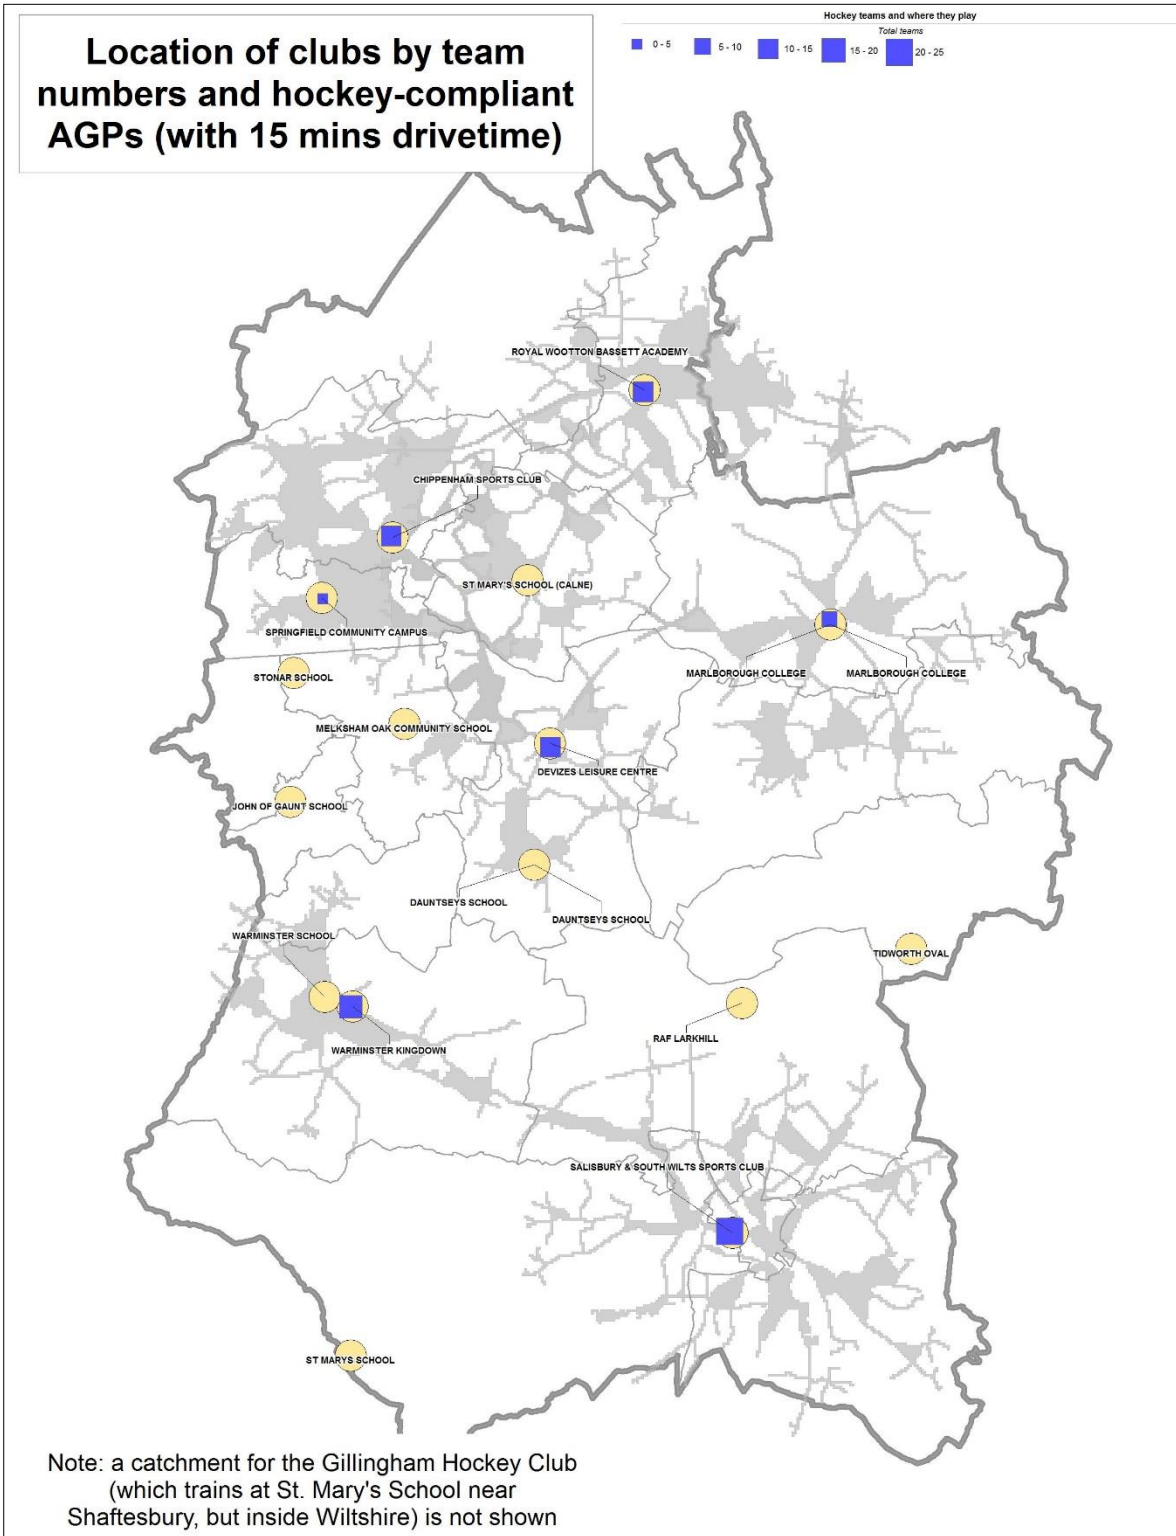 Location of clubs by team
numbers and hockey-compliant
AGPs (with 15 mins drivetime)
Hockey teams and where they play
Total teams
0 - 5
5 - 10
10 - 15
15 - 20
20 - 25
ROYAL WOOTTON BASSETT ACADEMY
CHIPPENHAM SPORTS CLUB
ST MARY'S SCHOOL (CALNE)
SPRINGFIELD COMMUNITY CAMPUS
MARLBOROUGH COLLEGE
MARLBOROUGH COLLEGE
STONAR SCHOOL
MELKSHAM OAK COMMUNITY SCHOOL
DEVIZES LEISURE CENTRE
JOHN OF GAUNT SCHOOL
DAUNTSEYS SCHOOL
DAUNTSEYS SCHOOL
WARMINSTER SCHOOL
TIDWORTH OVAL
RAF LARKHILL
WARMINSTER KINGDOWN
SALISBURY & SOUTH WILTS SPORTS CLUB
ST MARYS SCHOOL
Note: a catchment for the Gillingham Hockey Club
(which trains at St. Mary's School near
Shaftesbury, but inside Wiltshire) is not shown